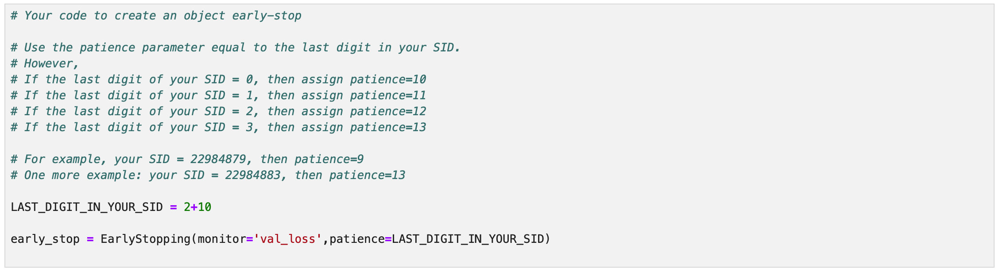 # Your code to create an object early-stop
# Use the patience parameter equal to the last digit in your SID.
# However,
# If the last digit of your SID = 0, then assign patience=10
# If the last digit of your SID = 1, then assign patience=11
# If the last digit of your SID = 2, then assign patience=12
# If the last digit of your SID = 3, then assign patience=13
# For example, your SID = 22984879, then patience=9
# One more example: your SID = 22984883, then patience=13
LAST_DIGIT_IN_YOUR_SID = 2+10
early_stop = EarlyStopping(monitor='val_loss',patience=LAST_DIGIT_IN_YOUR_SID)